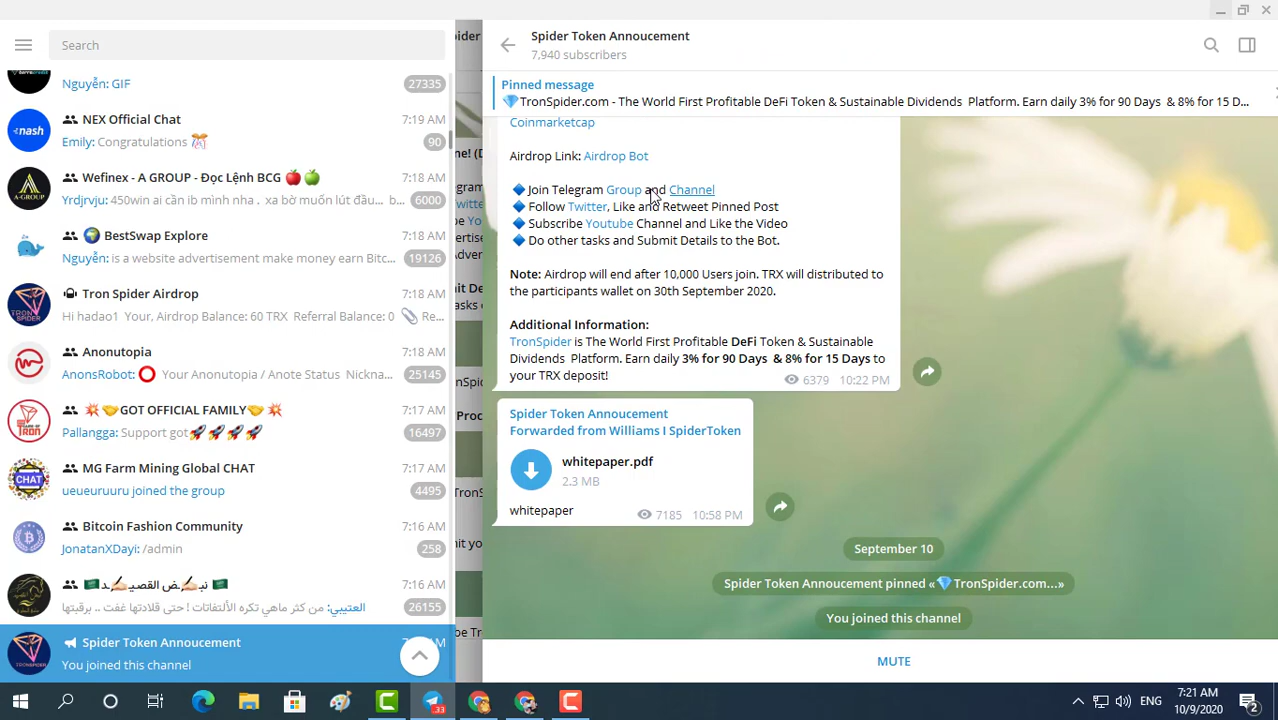 Search
Nguyễn: GIF
27335
NEX Official Chat
7:19 AM
Emily: Congratulations
90
nash
Wefinex - A GROUP - Đọc Lệnh BCG
7:18 AM
Yrdjrvju: 450win ai cần ib mình nha . xa bờ muốn lút đầu... b...
6000
A-GROUP
BestSwap Explore
7:18 AM
Nguyễn: is a website advertisement make money earn Bitc...
19126
Tron Spider Airdrop
7:18 AM
Hi hadao1 Your, Airdrop Balance: 60 TRX Referral Balance: 0 Re...
Anonutopia
7:18 AM
AnonsRobot: Your Anonutopia / Anote Status Nickna...
25145
GOT OFFICIAL FAMILY
7:17 AM
Pallangga: Support got
16497
MG Farm Mining Global CHAT
7:17 AM
ueueruuru joined the group
4495
CHAT
Bitcoin Fashion Community
7:16 AM
JonatanXDayi: /admin
258
7:16 AM
العتيبي: من كثر ماهي تكره الألتفاتات ! حتى قلادتها غفت .. برقبتها
26155
Spider Token Annoucement
You joined this channel
Spider Token Annoucement
7,940 subscribers
Pinned message
TronSpider.com - The World First Profitable DeFi Token & Sustainable Dividends Platform. Earn daily 3% for 90 Days & 8% for 15 D...
Coinmarketcap
Airdrop Link: Airdrop Bot
Join Telegram Group and Channel
Follow Twitter, Like and Retweet Pinned Post
Subscribe Youtube Channel and Like the Video
Do other tasks and Submit Details to the Bot.
Note: Airdrop will end after 10,000 Users join. TRX will distributed to
the participants wallet on 30th September 2020.
Additional Information:
TronSpider is The World First Profitable DeFi Token & Sustainable
Dividends Platform. Earn daily 3% for 90 Days & 8% for 15 Days to
your TRX deposit!
6379 10:22 PM
Spider Token Annoucement
Forwarded from Williams I SpiderToken
whitepaper.pdf
2.3 MB
whitepaper
7185 10:58 PM
September 10
Spider Token Annoucement pinned « TronSpider.com...»
You joined this channel
MUTE
33
ENG
7:21 AM
10/9/2020
2